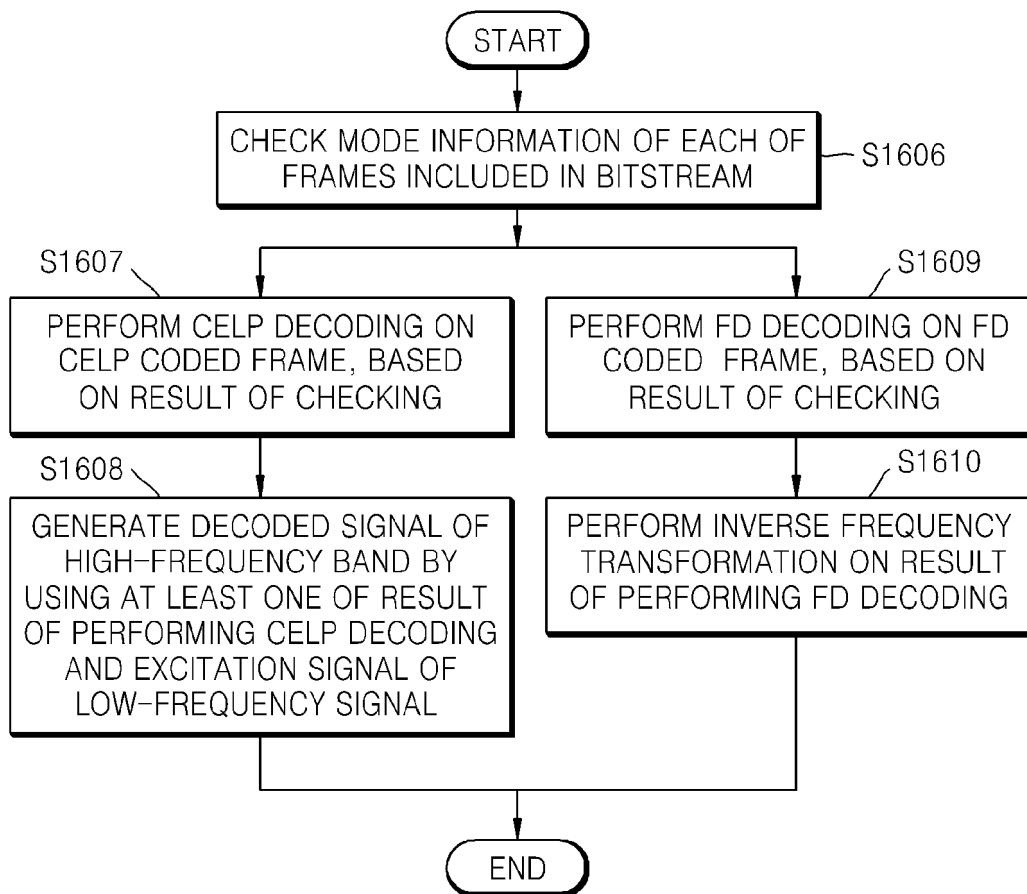 START
CHECK MODE INFORMATION OF EACH OF
FRAMES INCLUDED IN BITSTREAM
S1606
S1607
PERFORM CELP DECODING ON
CELP CODED FRAME, BASED
ON RESULT OF CHECKING
S1609
PERFORM FD DECODING ON FD
CODED FRAME, BASED ON
RESULT OF CHECKING
S1608
GENERATE DECODED SIGNAL OF
HIGH-FREQUENCY BAND BY
USING AT LEAST ONE OF RESULT
OF PERFORMING CELP DECODING
AND EXCITATION SIGNAL OF
LOW-FREQUENCY SIGNAL
S1610
PERFORM INVERSE FREQUENCY
TRANSFORMATION ON RESULT
OF PERFORMING FD DECODING
END